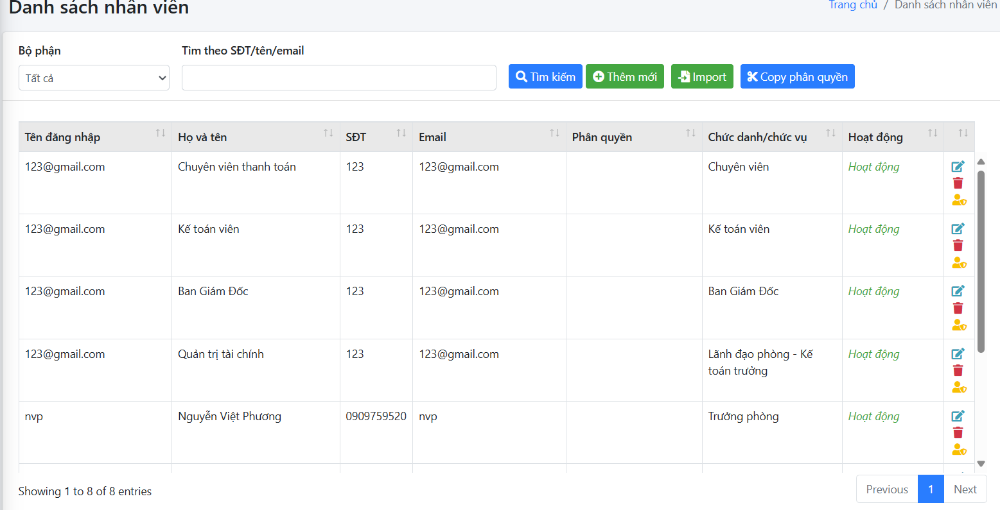 Danh sách nhân viên
Trang chủ / Danh sách nhân viên
Bộ phận
Tìm theo SĐT/tên/email
Tất cả
Tìm kiếm
Thêm mới
Import
Copy phân quyền
Tên đăng nhập Họ và tên SĐT Email Phân quyền Chức danh/chức vụ Hoạt động
123@gmail.com Chuyên viên thanh toán 123 123@gmail.com Chuyên viên Hoạt động
123@gmail.com Kế toán viên 123 123@gmail.com Kế toán viên Hoạt động
123@gmail.com Ban Giám Đốc 123 123@gmail.com Ban Giám Đốc Hoạt động
123@gmail.com Quản trị tài chính 123 123@gmail.com Lãnh đạo phòng - Kế Hoạt động
toán trưởng
nvp Nguyễn Việt Phương 0909759520 nvp Trưởng phòng Hoạt động
Showing 1 to 8 of 8 entries
Previous 1 Next